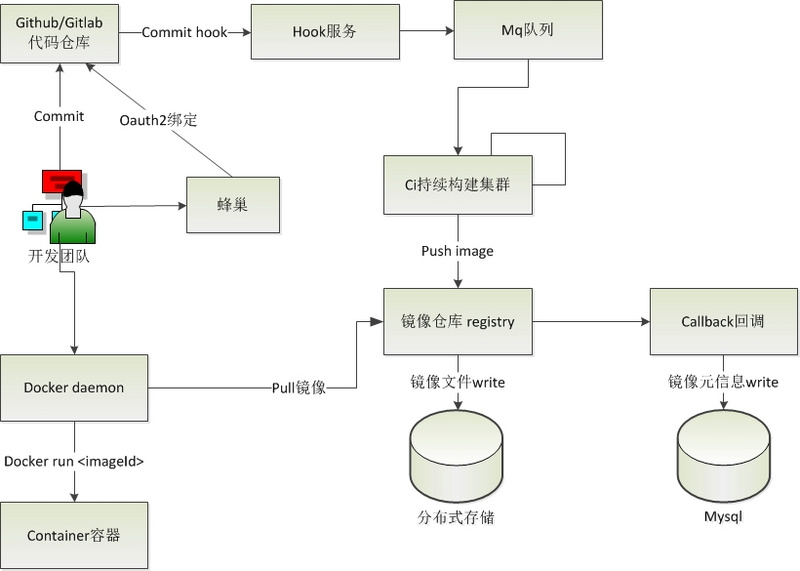 Github/Gitlab
代码仓库
Commit hook
Hook服务
Mq队列
Commit
Oauth2绑定
Ci持续构建集群
蜂巢
开发团队
Push image
镜像仓库 registry
Callback回调
Docker daemon
Pull镜像
镜像文件write
镜像元信息write
Docker run <imageId>
分布式存储
Mysql
Container容器